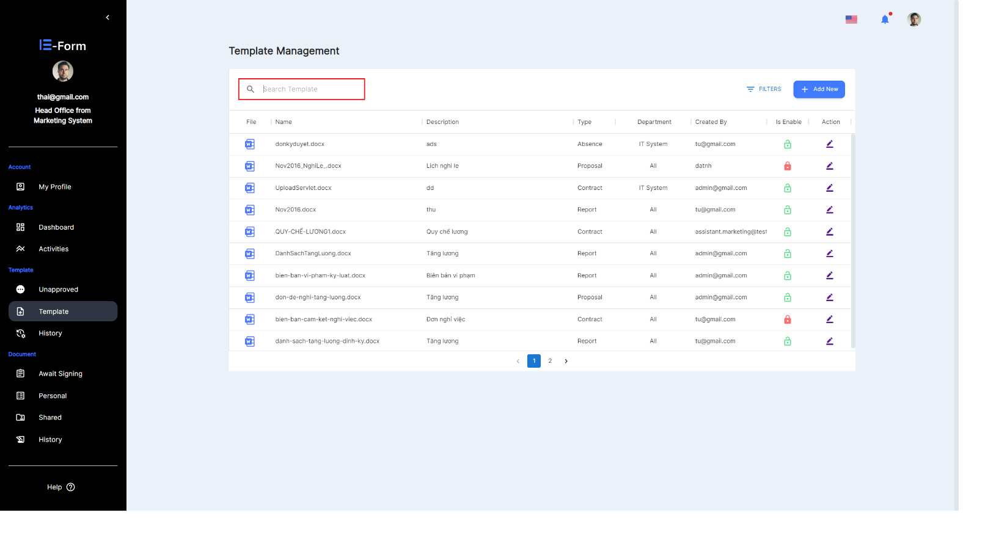 E-Form
thai@gmail.com
Head Office from
Marketing System
Account
My Profile
Analytics
Dashboard
Activities
Template
Unapproved
Template
History
Document
Await Signing
Personal
Shared
History
Help
Template Management
Search Template
FILTERS
Add New
File Name Description Type Department Created By Is Enable Action
donkyduyet.docx ads Absence IT System tu@gmail.com
Nov2016_NghiLe_.docx Lich nghi le Proposal All datnh
UploadServlet.docx dd Contract IT System admin@gmail.com
Nov2016.docx thu Report All tu@gmail.com
QUY-CHẾ-LƯƠNG1.docx Quy chế lương Contract All assistant.marketing@test
DanhSachTangLuong.docx Tăng lương Report All admin@gmail.com
bien-ban-vi-pham-ky-luat.docx Biên bản vi phạm Report All admin@gmail.com
don-de-nghi-tang-luong.docx Tăng lương Proposal All admin@gmail.com
bien-ban-cam-ket-nghi-viec.docx Đơn nghỉ việc Contract All tu@gmail.com
danh-sach-tang-luong-dinh-ky.docx Tăng lương Report All tu@gmail.com
1 2